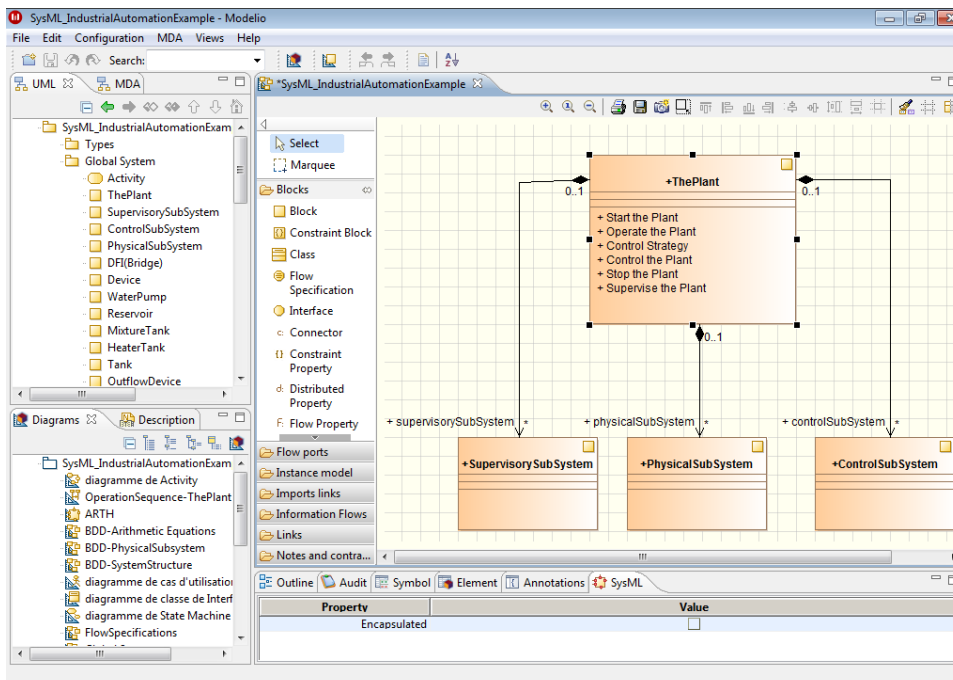 SysML_IndustrialAutomationExample - Modelio
File Edit Configuration MDA Views Help
Search:
UML MDA
SysML_IndustrialAutomationExam
Types
Global System
Activity
ThePlant
SupervisorySubSystem
ControlSubSystem
PhysicalSubSystem
DFI(Bridge)
Device
WaterPump
Reservoir
MixtureTank
HeaterTank
Tank
OutflowDevice
Diagrams Description
SysML_IndustrialAutomationExam
diagramme de Activity
OperationSequence-ThePlant
ARTH
BDD-Arithmetic Equations
BDD-PhysicalSubsystem
BDD-SystemStructure
diagramme de cas d'utilisation
diagramme de classe de Interf
diagramme de State Machine
FlowSpecifications
*SysML_IndustrialAutomationExample
Select
Marquee
Blocks
Block
Constraint Block
Class
Flow
Specification
Interface
Connector
Constraint
Property
Distributed
Property
Flow Property
Flow ports
Instance model
Imports links
Information Flows
Links
Notes and contra...
+ThePlant
0..1
0..1
+ Start the Plant
+ Operate the Plant
+ Control Strategy
+ Control the Plant
+ Stop the Plant
+ Supervise the Plant
0..1
+ supervisorySubSystem *
+ physicalSubSystem *
+ controlSubSystem *
+SupervisorySubSystem
+PhysicalSubSystem
+ControlSubSystem
Outline Audit Symbol Element Annotations SysML
Property Value
Encapsulated